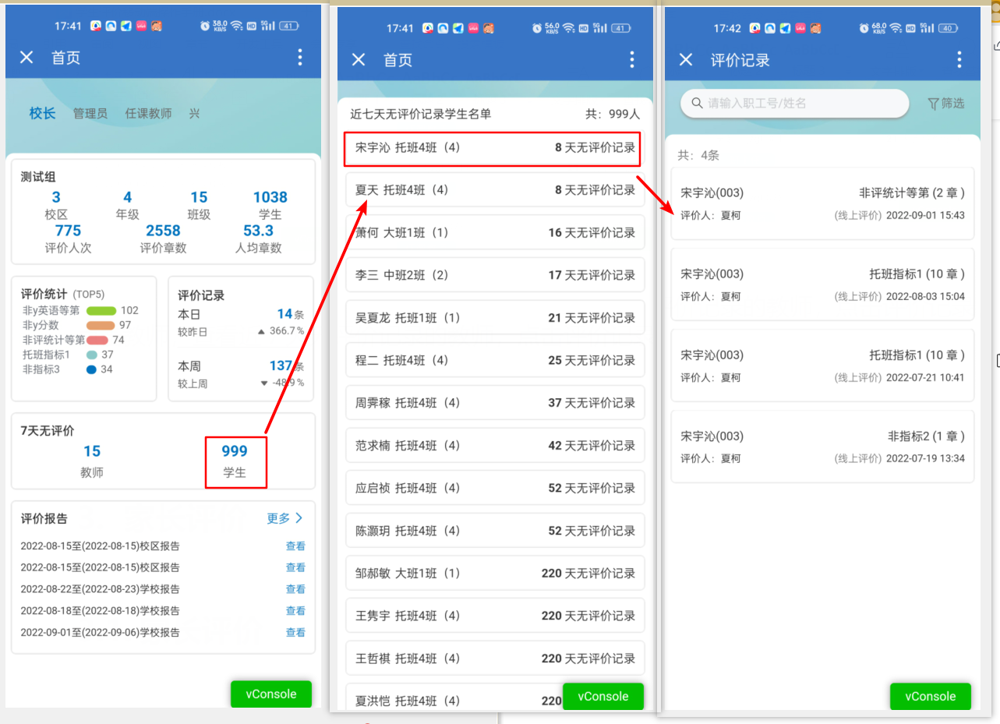 17:41 38.0 KB/S HD 5G 41
首页
校长 管理员 任课教师 兴
测试组
3 4 15 1038
校区 年级 班级 学生
775 2558 53.3
评价人次 评价章数 人均章数
评价统计 (TOP5)
非y英语等第 102
非y分数 97
非评统计等第 74
托班指标1 37
非指标3 34
评价记录
本日 14条
较昨日 ▲ 366.7%
本周 137条
较上周 ▼ -48.9%
7天无评价
15 999
教师 学生
评价报告 更多
2022-08-15至(2022-08-15)校区报告 查看
2022-08-15至(2022-08-15)校区报告 查看
2022-08-22至(2022-08-23)学校报告 查看
2022-08-18至(2022-08-18)学校报告 查看
2022-09-01至(2022-09-06)学校报告 查看
vConsole
17:41 56.0 KB/S HD 5G 41
首页
近七天无评价记录学生名单 共：999人
宋宇沁 托班4班（4） 8 天无评价记录
夏天 托班4班（4） 8 天无评价记录
萧何 大班1班（1） 16 天无评价记录
李三 中班2班（2） 17 天无评价记录
吴夏龙 托班1班（1） 21 天无评价记录
程二 托班4班（4） 25 天无评价记录
周霁稼 托班4班（4） 37 天无评价记录
范求楠 托班4班（4） 42 天无评价记录
应启祯 托班4班（4） 52 天无评价记录
陈灏玥 托班4班（4） 52 天无评价记录
邹郝敏 大班1班（1） 220 天无评价记录
王隽宇 托班4班（4） 220 天无评价记录
王哲祺 托班4班（4） 220 天无评价记录
夏洪恺 托班4班（4） 220
vConsole
17:42 68.0 KB/S HD 5G 40
评价记录
请输入职工号/姓名 筛选
共：4条
宋宇沁(003) 非评统计等第 (2 章 )
评价人：夏柯 (线上评价) 2022-09-01 15:43
宋宇沁(003) 托班指标1 (10 章 )
评价人：夏柯 (线上评价) 2022-08-03 15:04
宋宇沁(003) 托班指标1 (10 章 )
评价人：夏柯 (线上评价) 2022-07-21 10:41
宋宇沁(003) 非指标2 (1 章 )
评价人：夏柯 (线上评价) 2022-07-19 13:34
vConsole